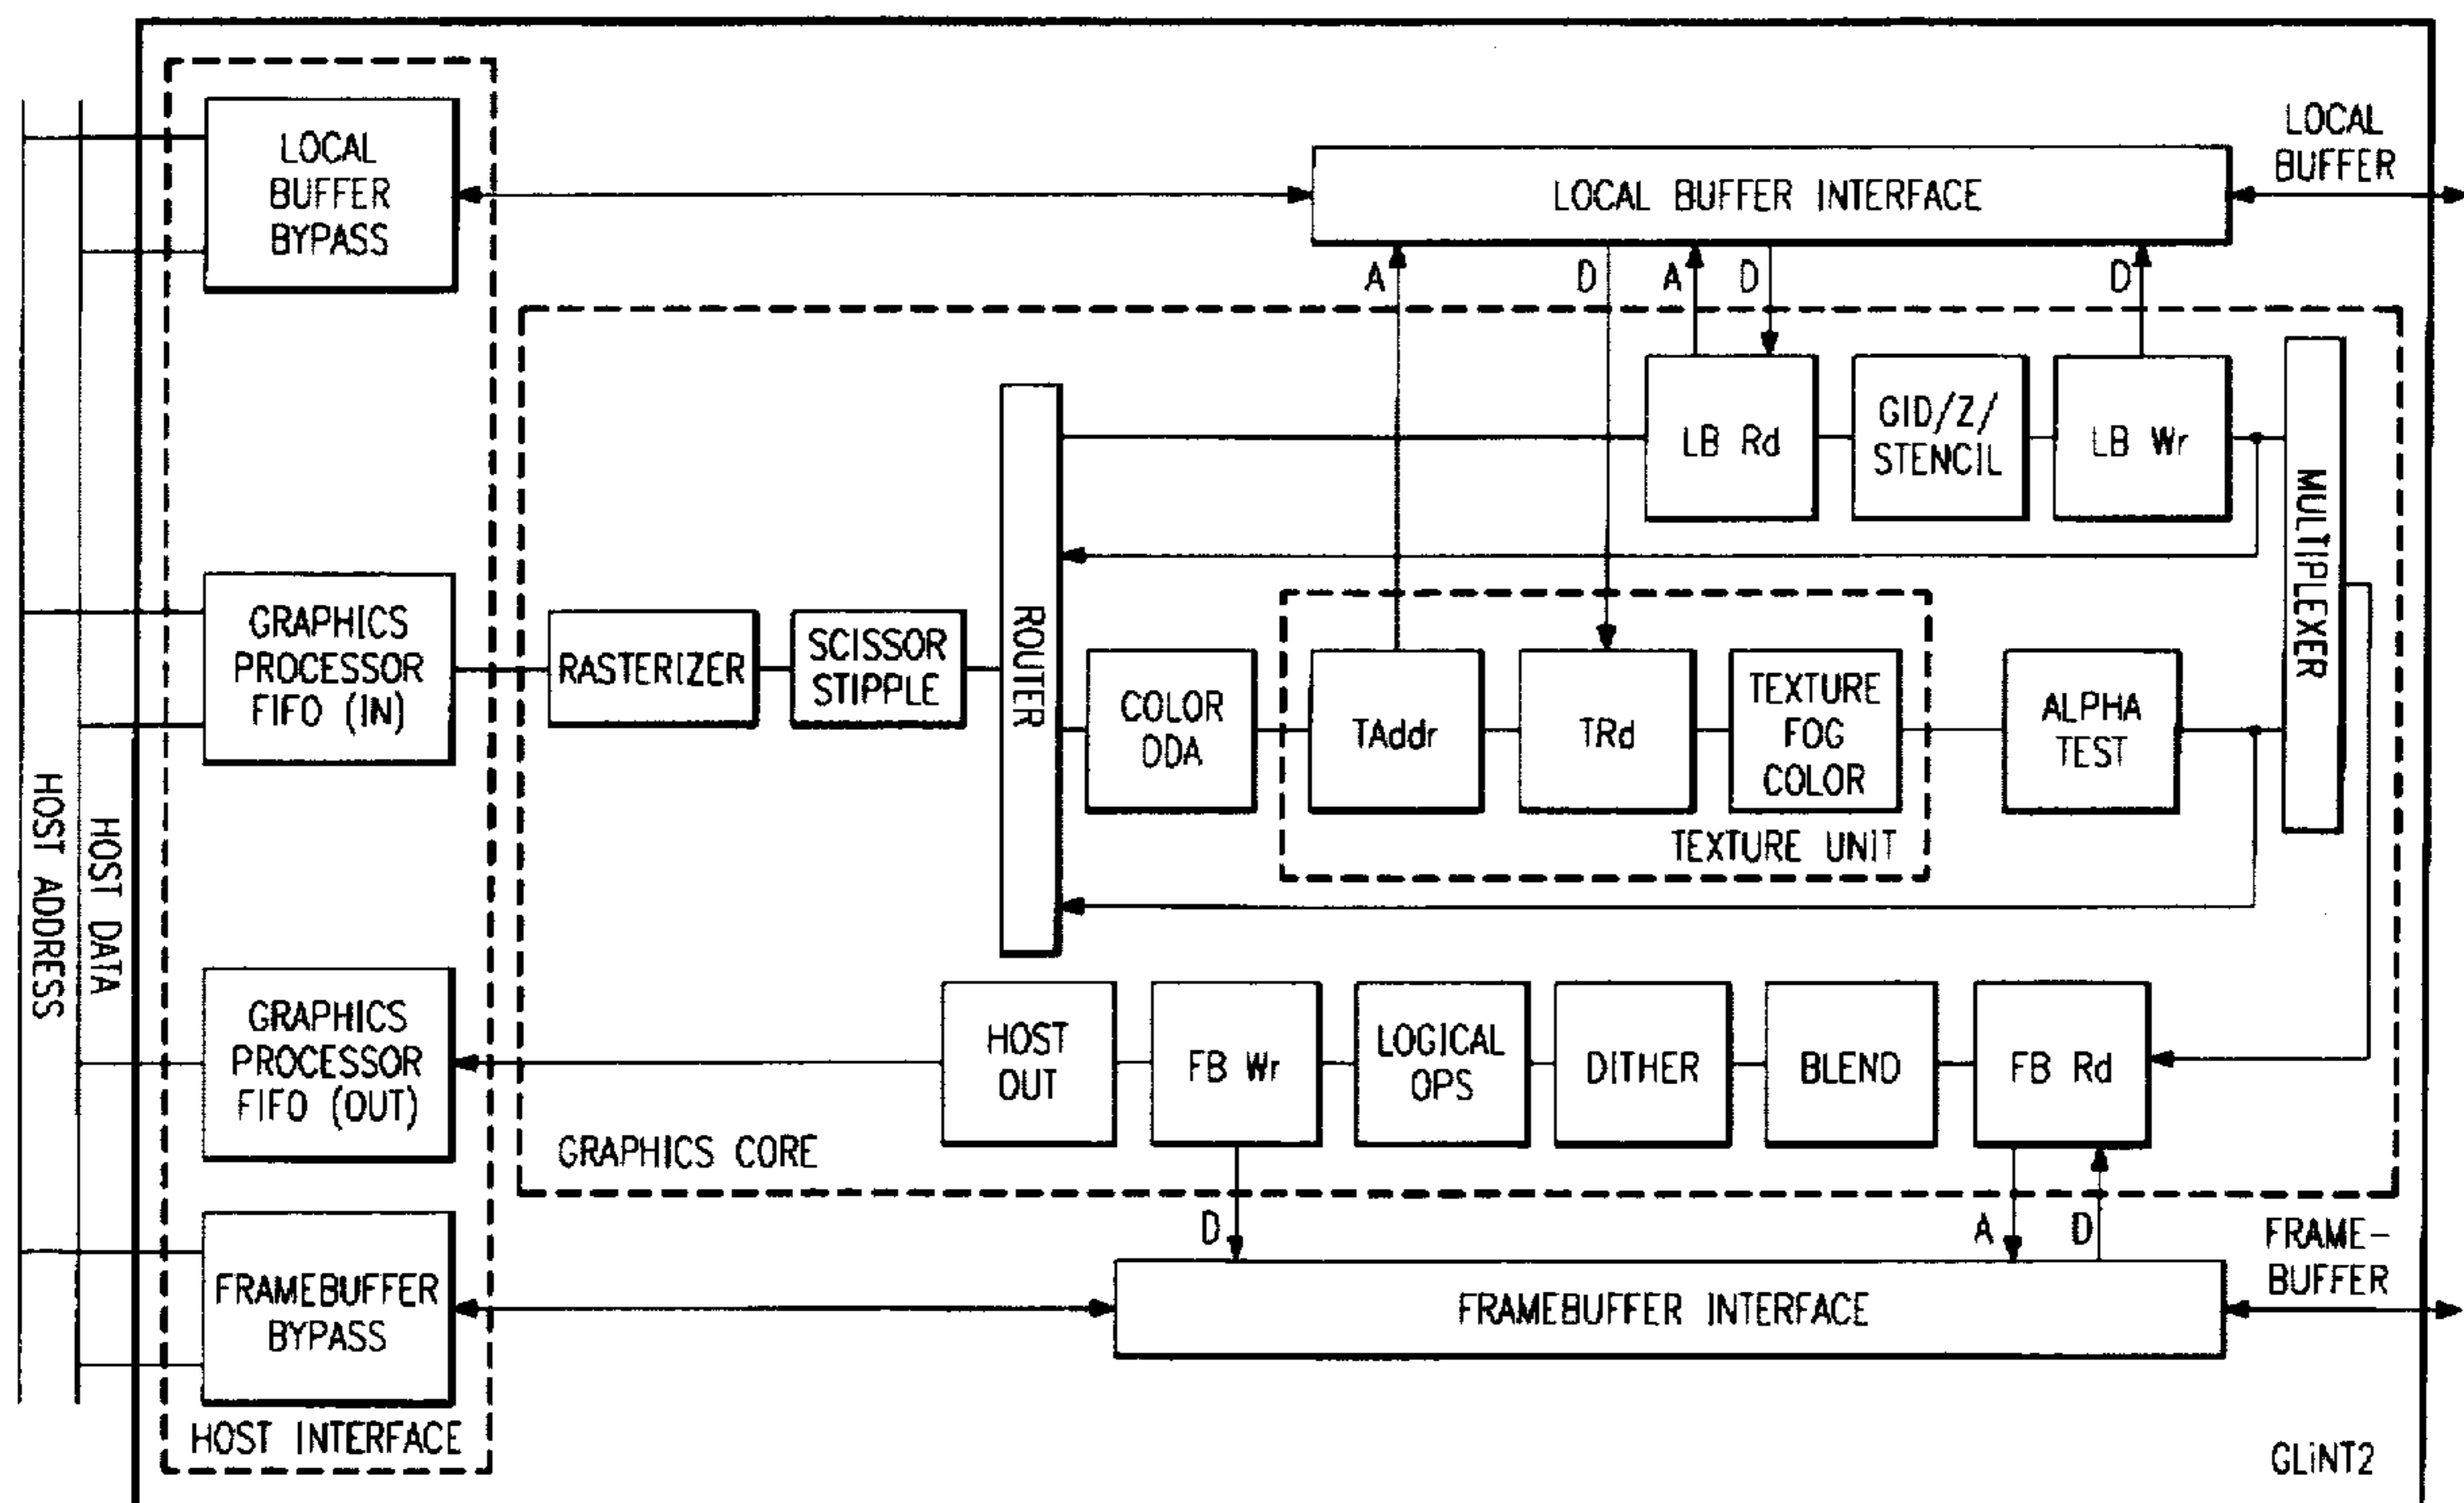 LOCAL
BUFFER
BYPASS
LOCAL BUFFER INTERFACE
LOCAL
BUFFER
A
D
A
D
D
LB Rd
GID/Z/
STENCIL
LB Wr
MULTIPLEXER
GRAPHICS
PROCESSOR
FIFO (IN)
RASTERIZER
SCISSOR
STIPPLE
ROUTER
COLOR
DDA
TAddr
TRd
TEXTURE
FOG
COLOR
TEXTURE UNIT
ALPHA
TEST
HOST ADDRESS
HOST DATA
GRAPHICS
PROCESSOR
FIFO (OUT)
HOST
OUT
FB Wr
LOGICAL
OPS
DITHER
BLEND
FB Rd
GRAPHICS CORE
D
A
D
FRAME-
BUFFER
FRAMEBUFFER
BYPASS
FRAMEBUFFER INTERFACE
HOST INTERFACE
GLiNT2